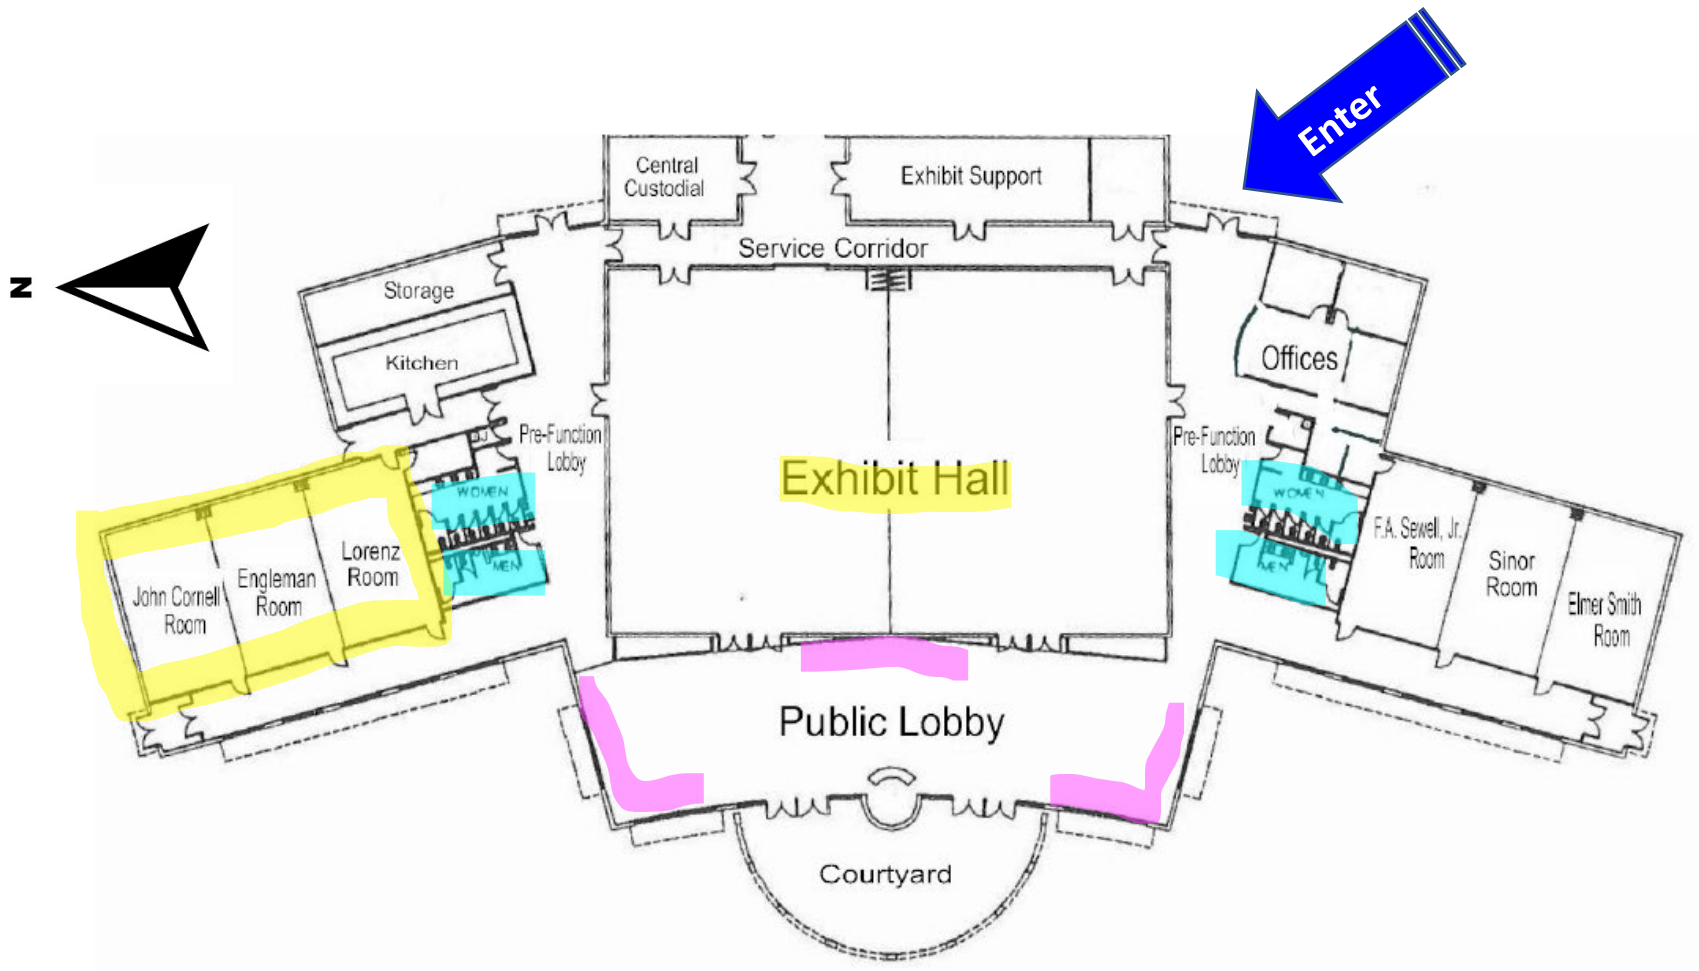 Enter
Central
Custodial
Exhibit Support
Service Corridor
N
Storage
Kitchen
Offices
Pre-Function
Lobby
Pre-Function
Lobby
Exhibit Hall
WOMEN
WOMEN
MEN
MEN
Lorenz
Room
Engleman
Room
John Cornell
Room
F.A. Sewell, Jr.
Room
Sinor
Room
Elmer Smith
Room
Public Lobby
Courtyard